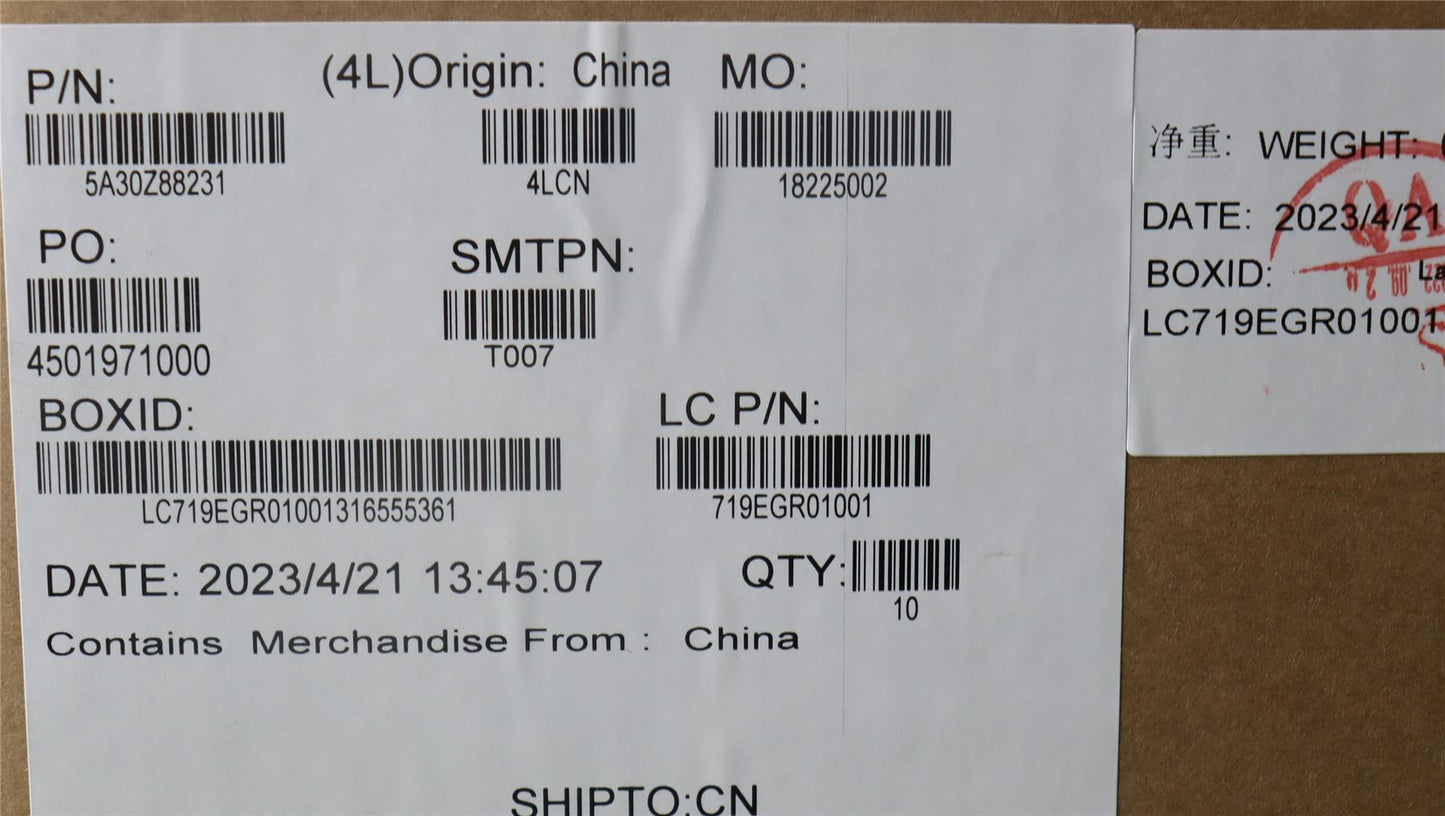 P/N:
(4L)Origin: China
MO:
5A30Z88231
4LCN
18225002
PO:
SMTPN:
4501971000
T007
BOXID:
LC P/N:
LC719EGR01001316555361
719EGR01001
DATE: 2023/4/21 13:45:07
QTY:
10
Contains Merchandise From : China
SHIPTO:CN
净重: WEIGHT:
DATE: 2023/4/21
BOXID:
LC719EGR01001
QA